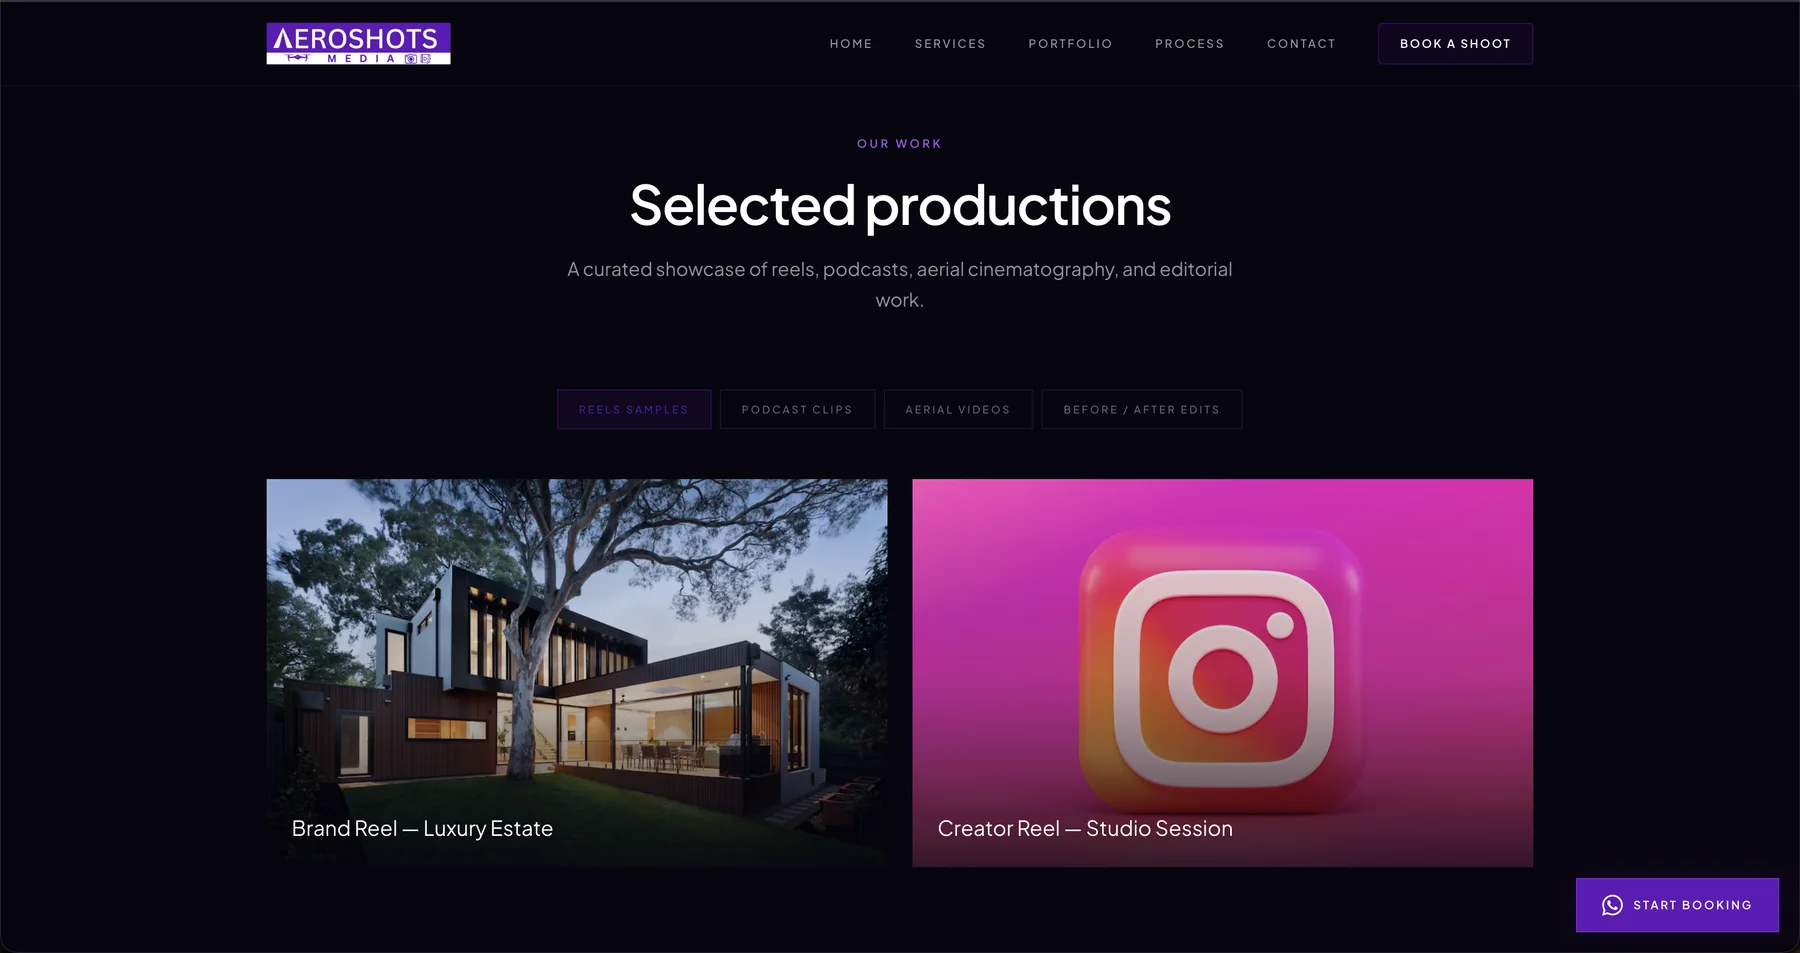 AEROSHOTS
MEDIA
HOME
SERVICES
PORTFOLIO
PROCESS
CONTACT
BOOK A SHOOT
OUR WORK
Selected productions
A curated showcase of reels, podcasts, aerial cinematography, and editorial
work.
REELS SAMPLES
PODCAST CLIPS
AERIAL VIDEOS
BEFORE / AFTER EDITS
Brand Reel — Luxury Estate
Creator Reel — Studio Session
START BOOKING